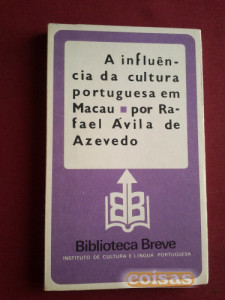 A influên-
cia da cultura
portuguesa em
Macau ■ por Ra-
fael Ávila de
Azevedo
Biblioteca Breve
INSTITUTO DE CULTURA E LÍNGUA PORTUGUESA
coisas